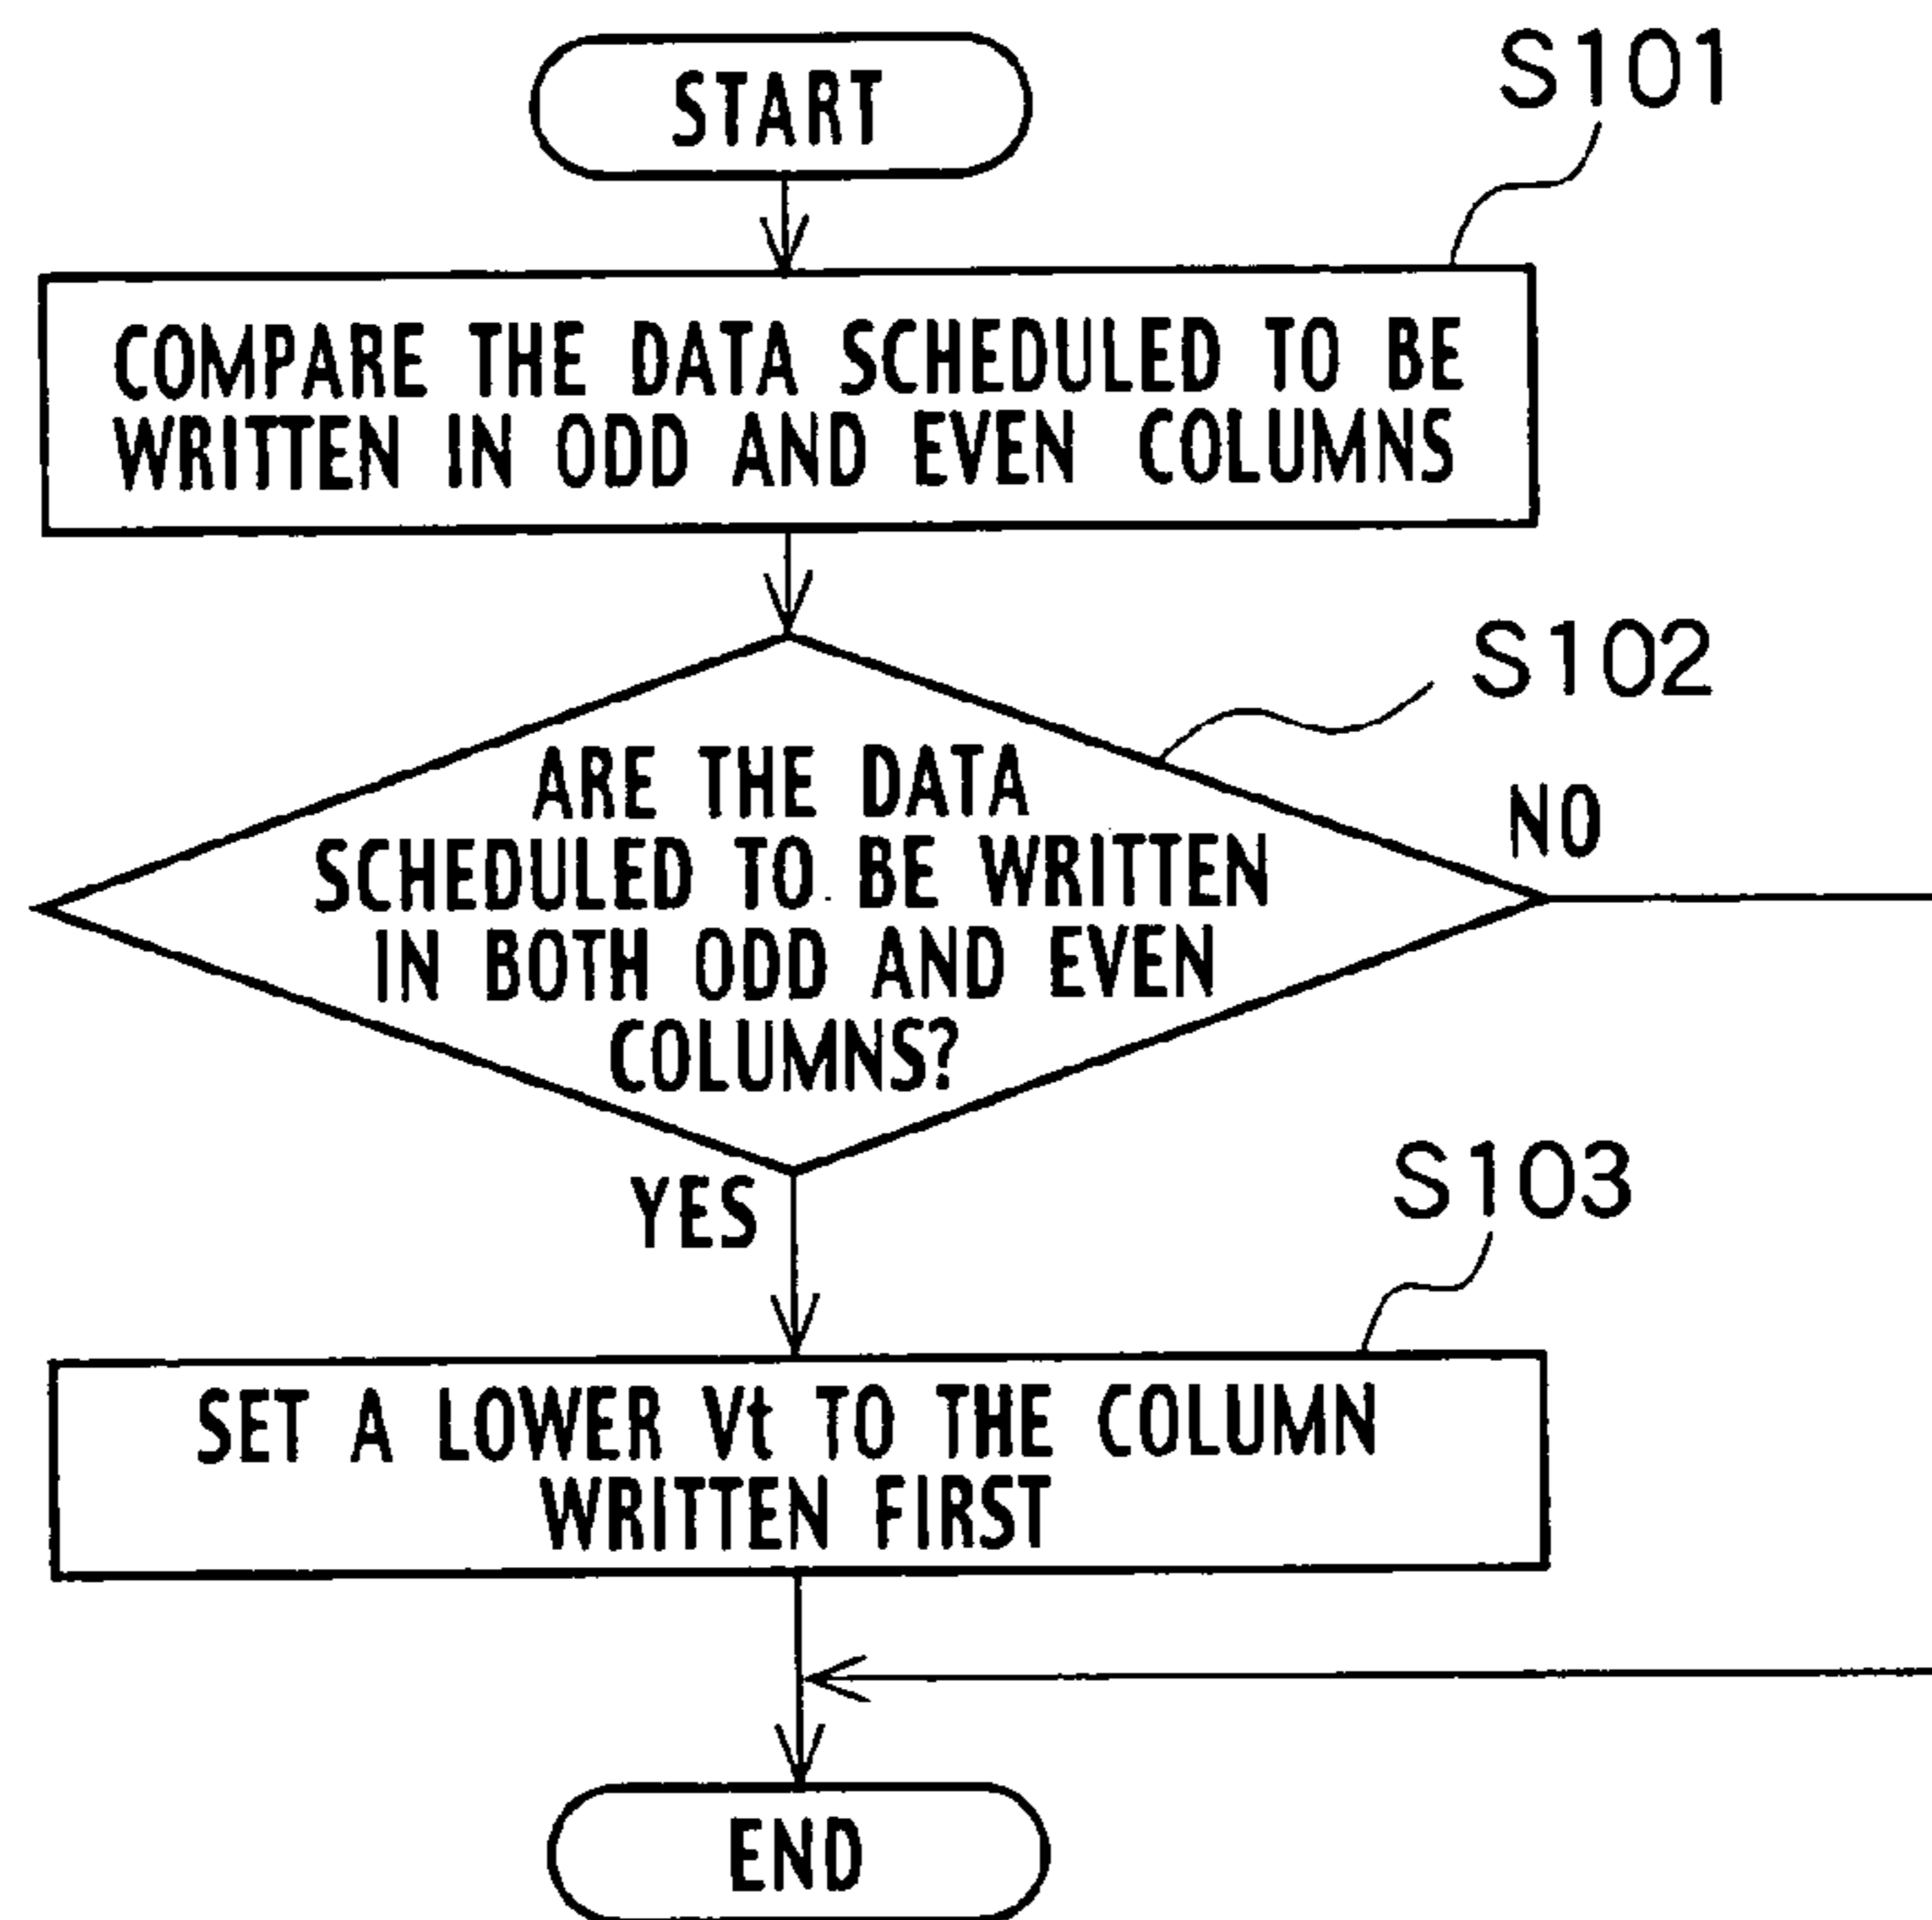 START
S101
COMPARE THE DATA SCHEDULED TO BE
WRITTEN IN ODD AND EVEN COLUMNS
S102
ARE THE DATA
SCHEDULED TO BE WRITTEN
IN BOTH ODD AND EVEN
COLUMNS?
NO
YES
S103
SET A LOWER Vt TO THE COLUMN
WRITTEN FIRST
END